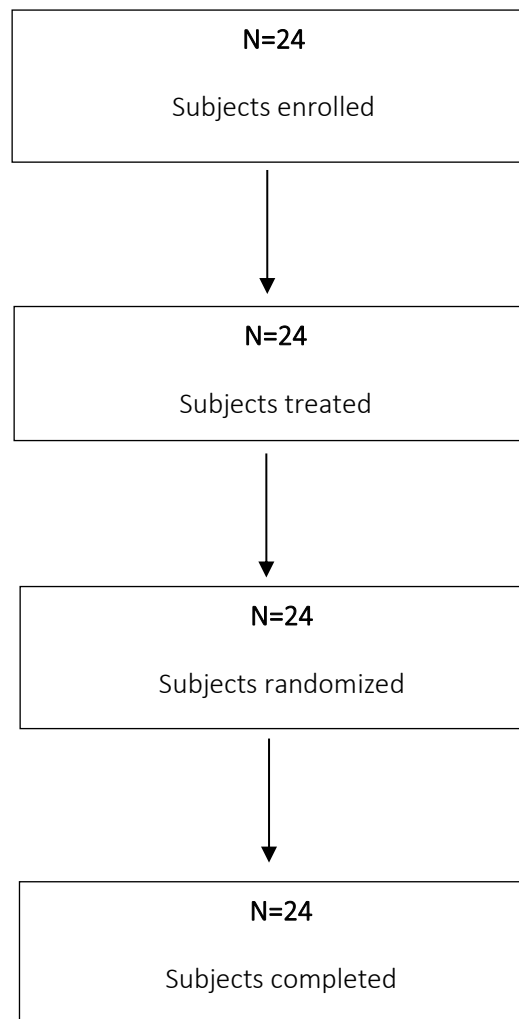 N=24
Subjects enrolled
N=24
Subjects treated
N=24
Subjects randomized
N=24
Subjects completed